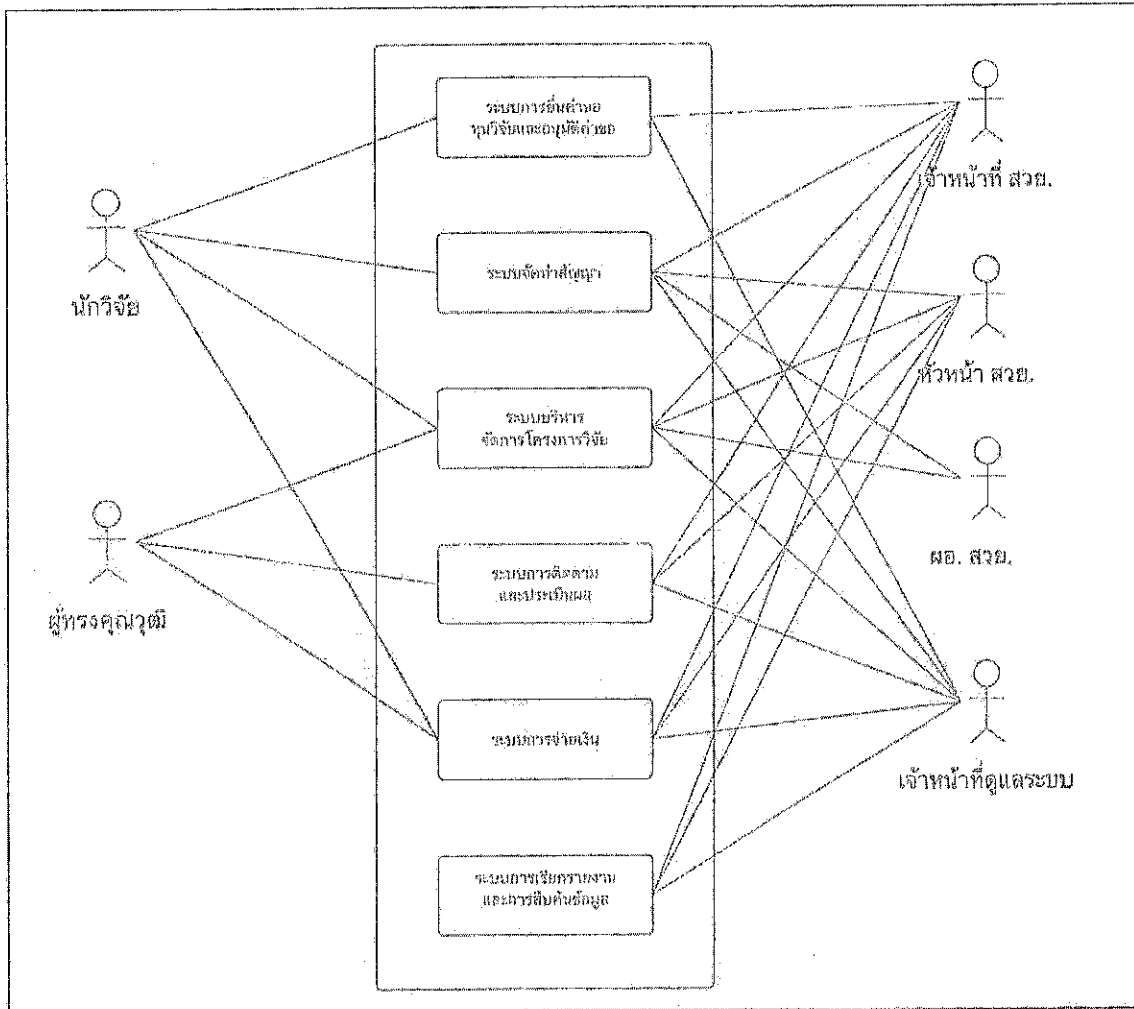 ระบบการยื่นคำขอ
ทุนวิจัยและอนุมัติคำขอ
เจ้าหน้าที่ สวย.
นักวิจัย
ระบบจัดทำสัญญา
หัวหน้า สวย.
ระบบบริหาร
จัดการโครงการวิจัย
ผอ. สวย.
ผู้ทรงคุณวุฒิ
ระบบการติดตาม
และประเมินผล
ระบบการจ่ายเงิน
เจ้าหน้าที่ดูแลระบบ
ระบบการเรียกรายงาน
และการสืบค้นข้อมูล